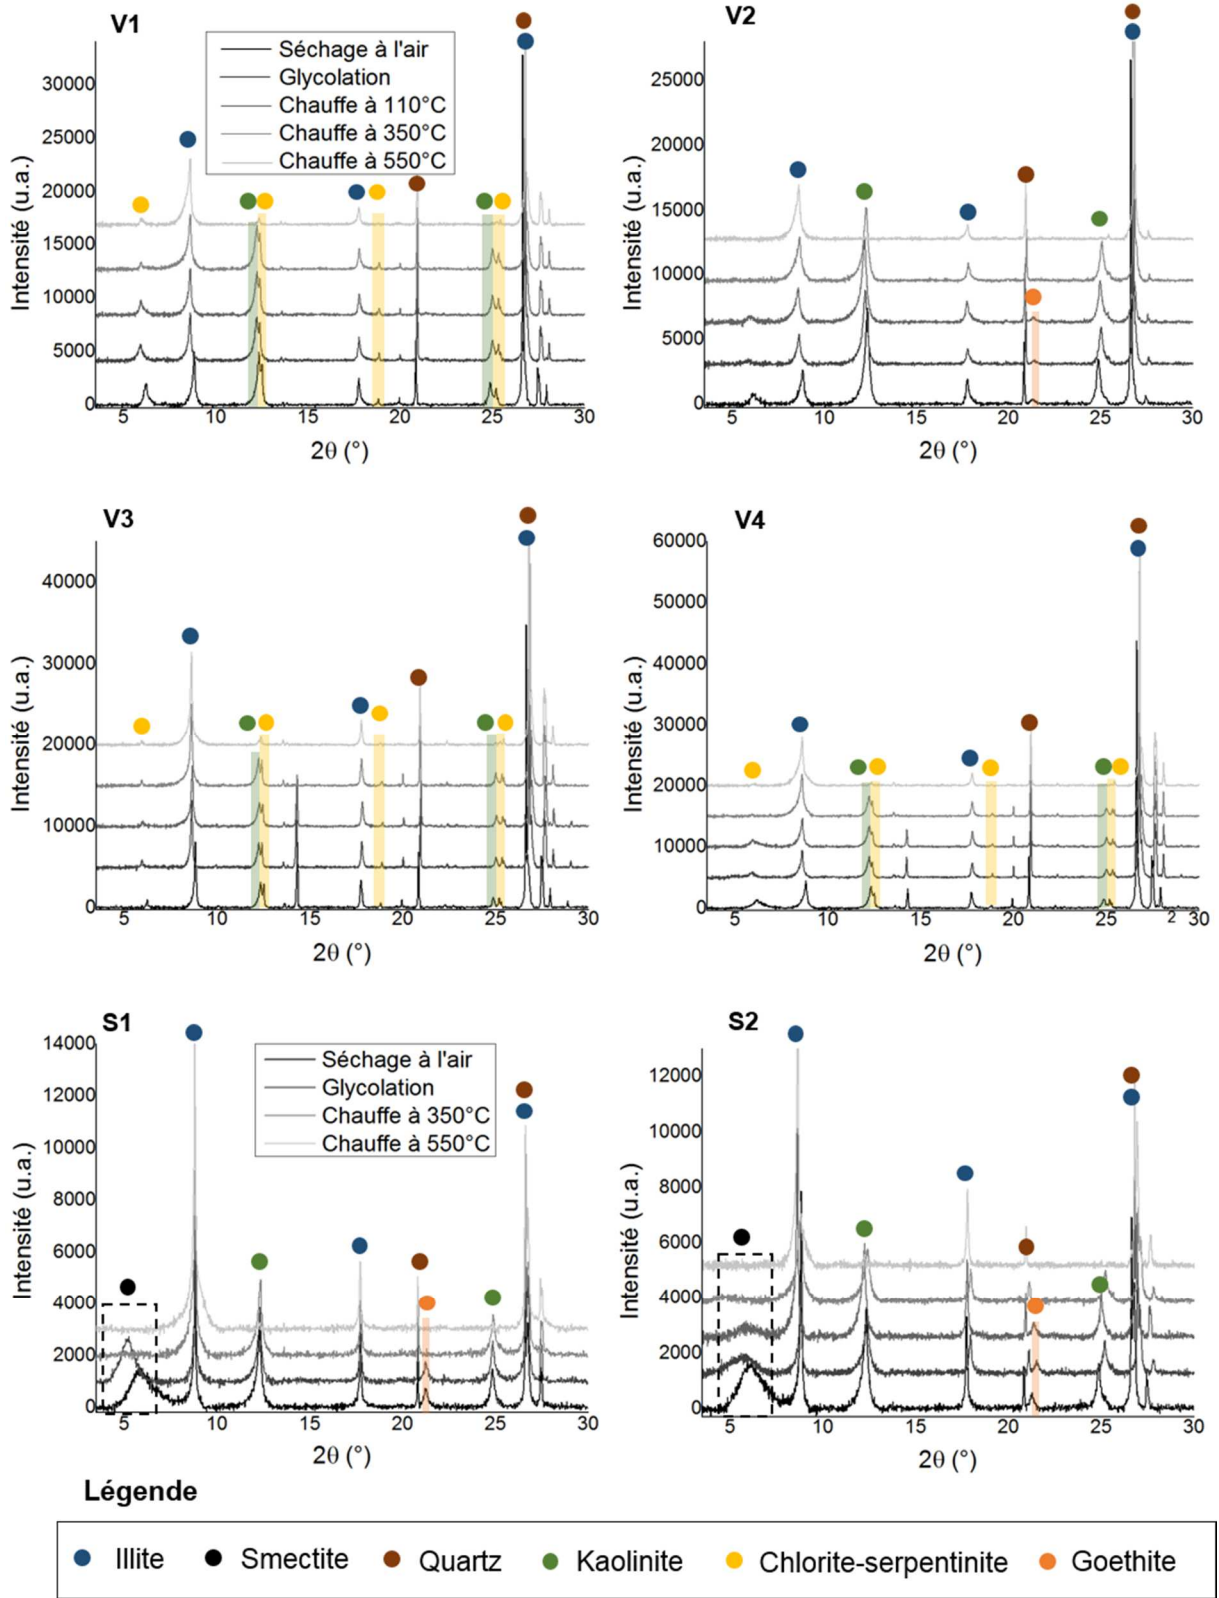 V1
Séchage à l'air
Glycolation
Chauffe à 110°C
Chauffe à 350°C
Chauffe à 550°C
Intensité (u.a.)
30000
25000
20000
15000
10000
5000
0
5 10 15 20 25 30
2θ (°)
V2
Intensité (u.a.)
25000
20000
15000
10000
5000
0
5 10 15 20 25 30
2θ (°)
V3
Intensité (u.a.)
40000
30000
20000
10000
0
5 10 15 20 25 30
2θ (°)
V4
Intensité (u.a.)
60000
50000
40000
30000
20000
10000
0
5 10 15 20 25 2 30
2θ (°)
S1
Séchage à l'air
Glycolation
Chauffe à 350°C
Chauffe à 550°C
Intensité (u.a.)
14000
12000
10000
8000
6000
4000
2000
0
5 10 15 20 25 30
2θ (°)
S2
Intensité (u.a.)
12000
10000
8000
6000
4000
2000
0
5 10 15 20 25 30
2θ (°)
Légende
Illite Smectite Quartz Kaolinite Chlorite-serpentinite Goethite